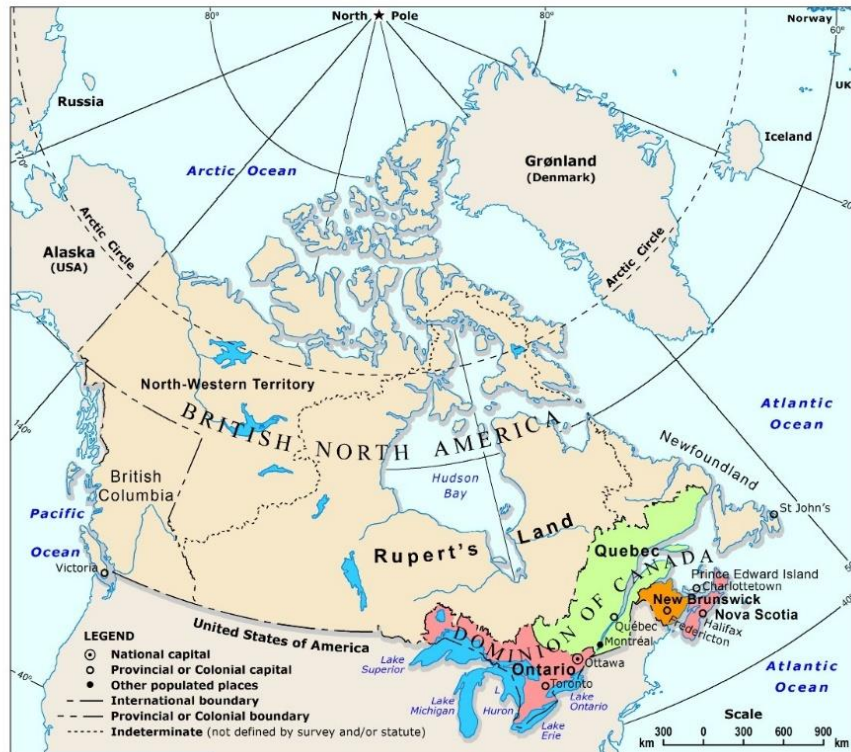 North Pole
80°
80°
Norway
60°
UK
Russia
Iceland
170°
Arctic Ocean
Grønland
(Denmark)
20°
Arctic Circle
Arctic Circle
Alaska
(USA)
North-Western Territory
BRITISH NORTH AMERICA
Atlantic
Ocean
140°
British
Columbia
Hudson
Bay
Newfoundland
St John's
Pacific
Ocean
Rupert's Land
Quebec
Victoria
DOMINION OF CANADA
Prince Edward Island
Charlottetown
New Brunswick
Nova Scotia
40°
United States of America
Québec
Fredericton
Halifax
Montréal
LEGEND
National capital
Provincial or Colonial capital
Other populated places
International boundary
Provincial or Colonial boundary
Indeterminate (not defined by survey and/or statute)
40°
Lake
Superior
Ontario
Ottawa
Toronto
Lake
Michigan
L
Huron
Lake
Ontario
Lake
Erie
Atlantic
Ocean
Scale
300 0 300 600 900
km km